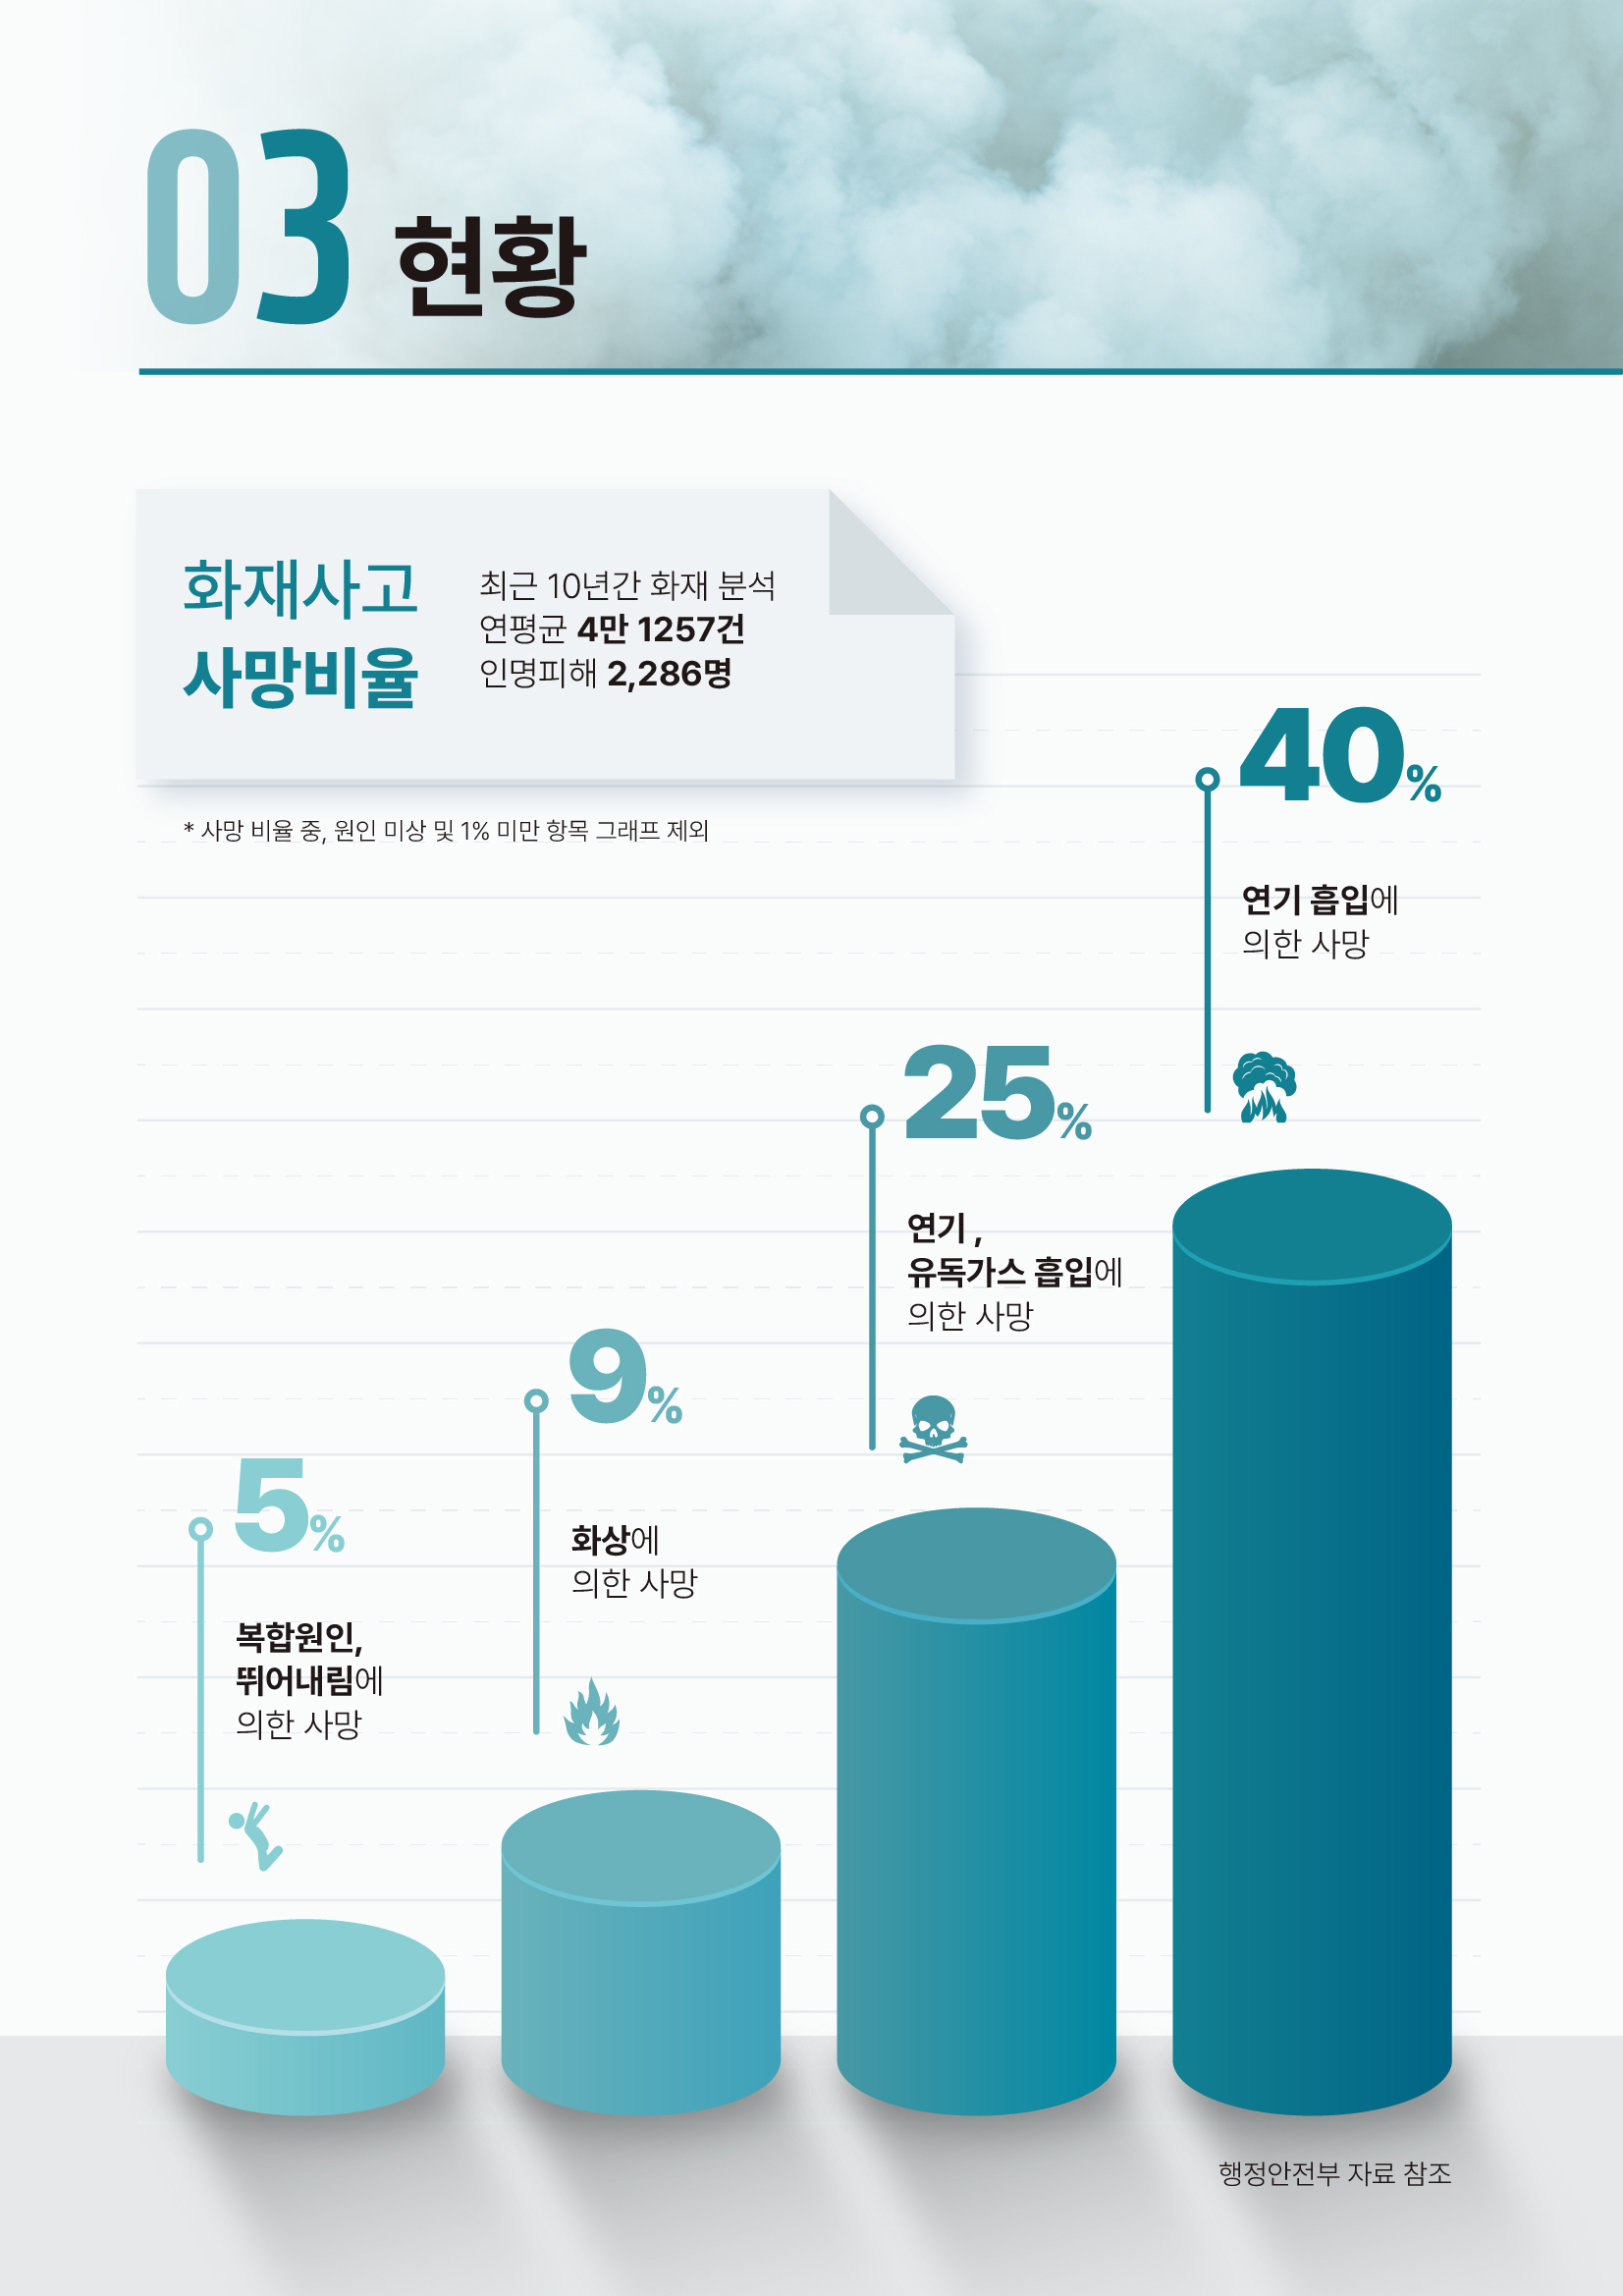 03 현황
화재사고
사망비율
최근 10년간 화재 분석
연평균 4만 1257건
인명피해 2,286명
* 사망 비율 중, 원인 미상 및 1% 미만 항목 그래프 제외
40%
연기 흡입에
의한 사망
25%
연기 ,
유독가스 흡입에
의한 사망
9%
화상에
의한 사망
5%
복합원인,
뛰어내림에
의한 사망
행정안전부 자료 참조